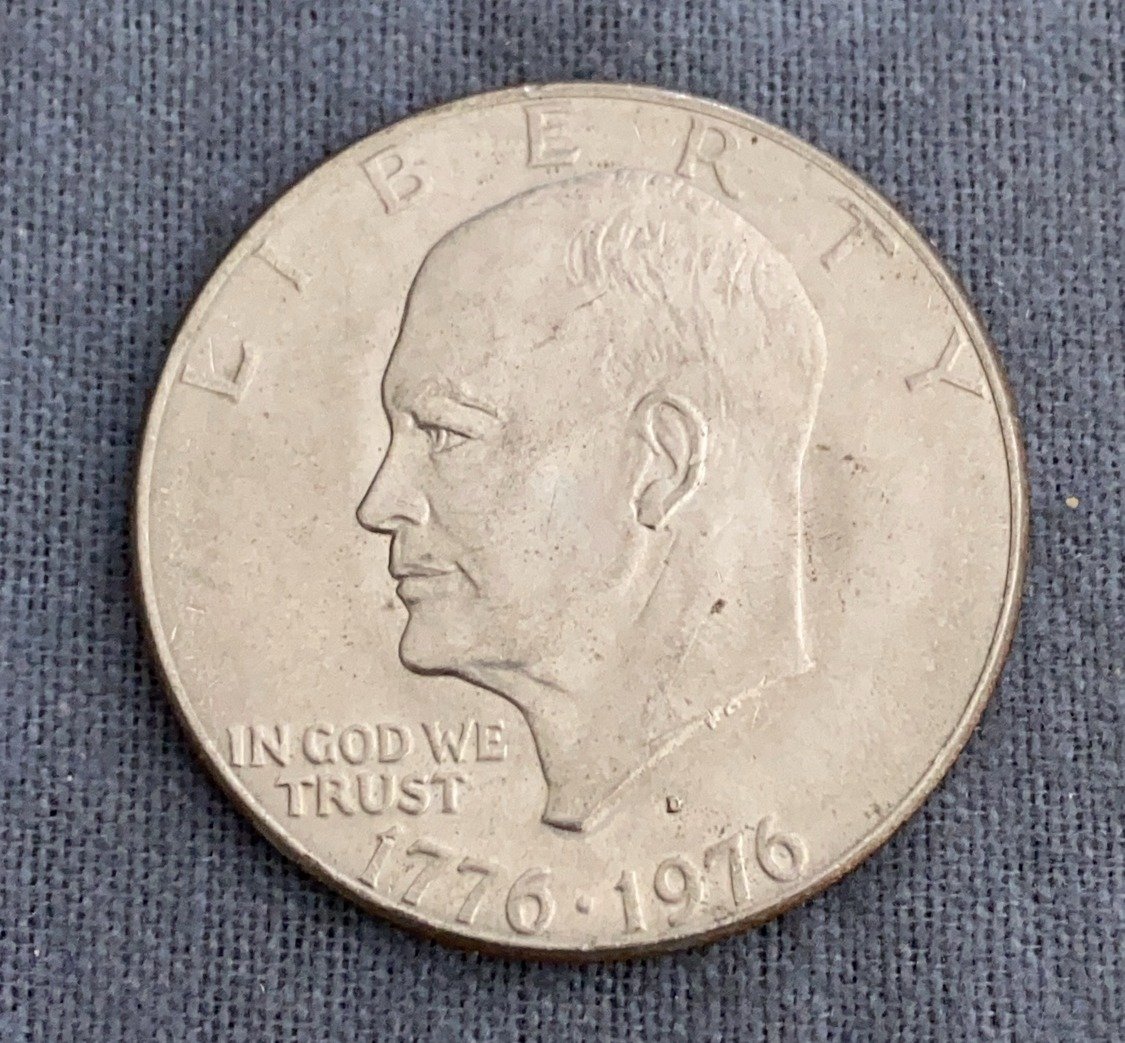 LIBERTY
IN GOD WE
TRUST
D
1776·1976